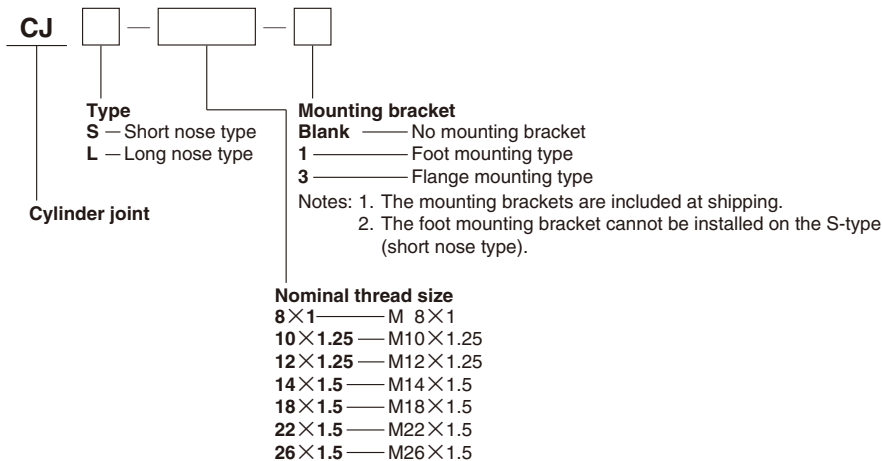 CJ — —
Type
S — Short nose type
L — Long nose type
Cylinder joint
Mounting bracket
Blank — No mounting bracket
1 — Foot mounting type
3 — Flange mounting type
Notes: 1. The mounting brackets are included at shipping.
2. The foot mounting bracket cannot be installed on the S-type
(short nose type).
Nominal thread size
8×1 — M 8×1
10×1.25 — M10×1.25
12×1.25 — M12×1.25
14×1.5 — M14×1.5
18×1.5 — M18×1.5
22×1.5 — M22×1.5
26×1.5 — M26×1.5